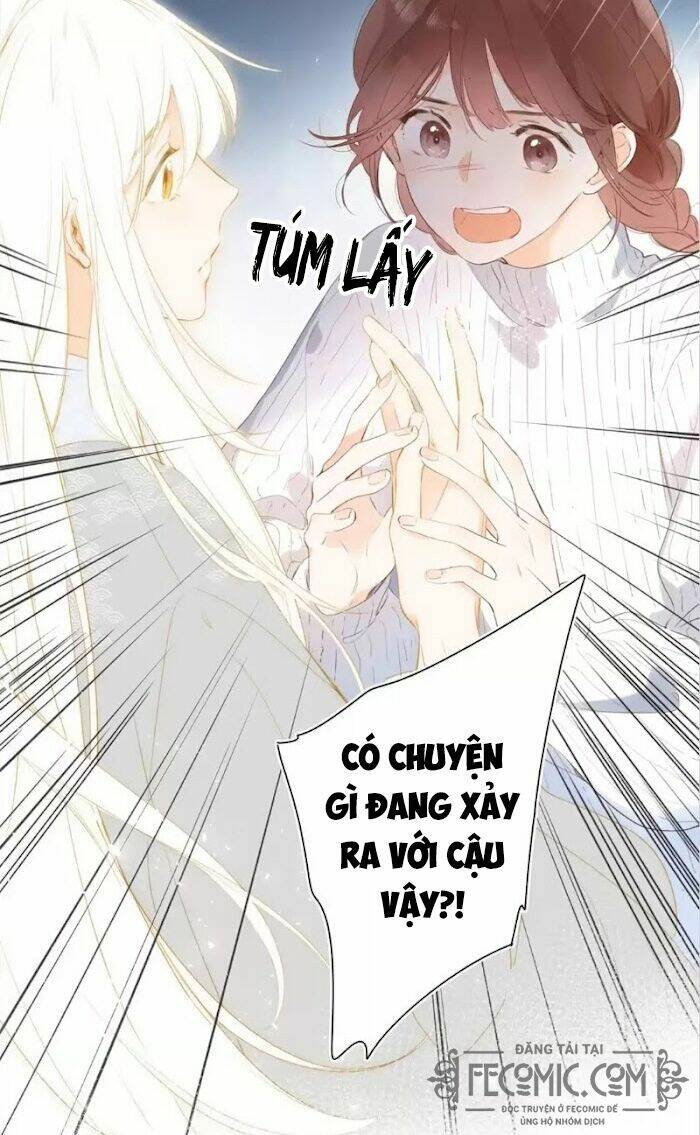 TÚM LẤY
CÓ CHUYỆN
GÌ ĐANG XẢY
RA VỚI CẬU
VẬY?!
ĐĂNG TẢI TẠI
FECOMIC.COM
ĐỌC TRUYỆN Ở FECOMIC ĐỂ
ỦNG HỘ NHÓM DỊCH